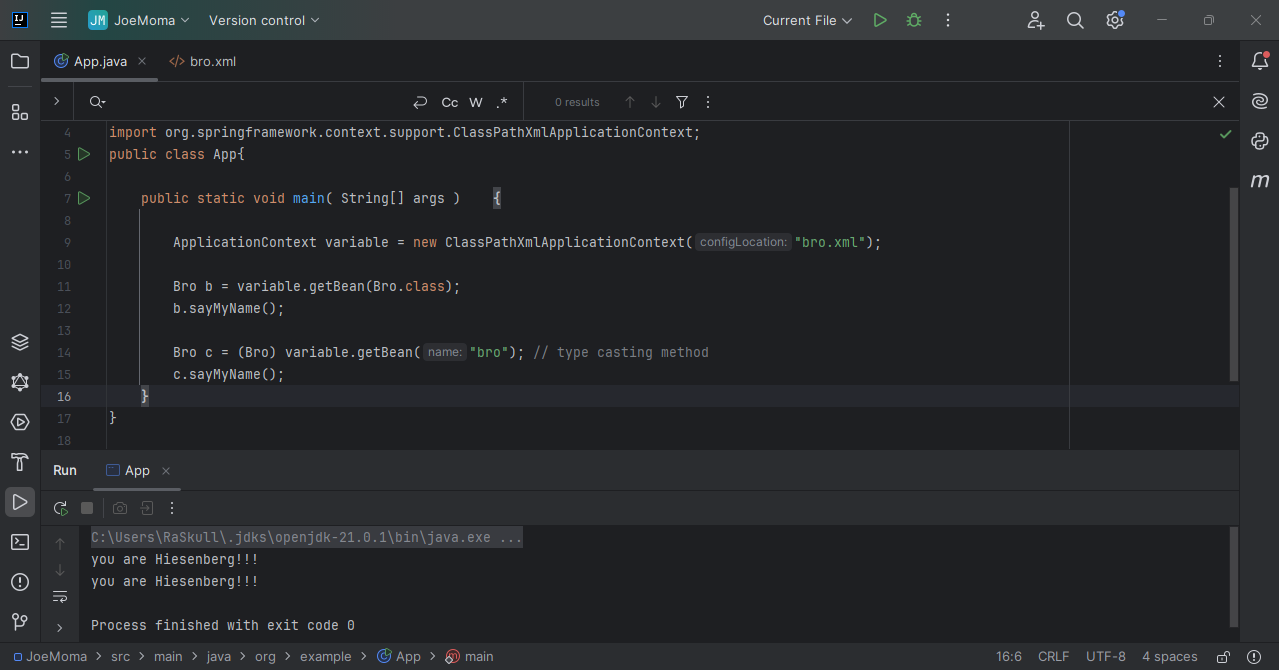 JM JoeMoma Version control Current File
App.java bro.xml
Cc W .* 0 results
4 import org.springframework.context.support.ClassPathXmlApplicationContext;
5 public class App{
6
7 public static void main( String[] args ) {
8
9 ApplicationContext variable = new ClassPathXmlApplicationContext( configLocation: "bro.xml");
10
11 Bro b = variable.getBean(Bro.class);
12 b.sayMyName();
13
14 Bro c = (Bro) variable.getBean( name: "bro"); // type casting method
15 c.sayMyName();
16 }
17 }
18
Run App
C:\Users\RaSkull\.jdks\openjdk-21.0.1\bin\java.exe ...
you are Hiesenberg!!!
you are Hiesenberg!!!
Process finished with exit code 0
JoeMoma > src > main > java > org > example > App > main 16:6 CRLF UTF-8 4 spaces